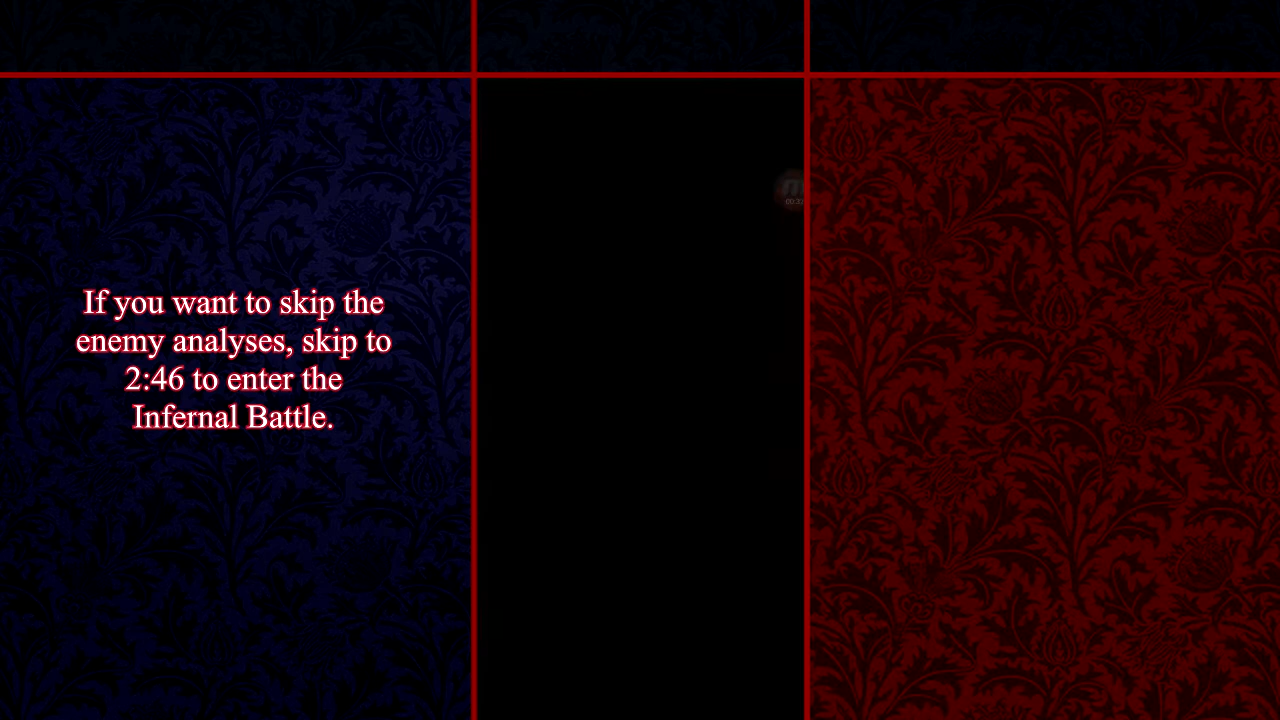 If you want to skip the
enemy analyses, skip to
2:46 to enter the
Infernal Battle.